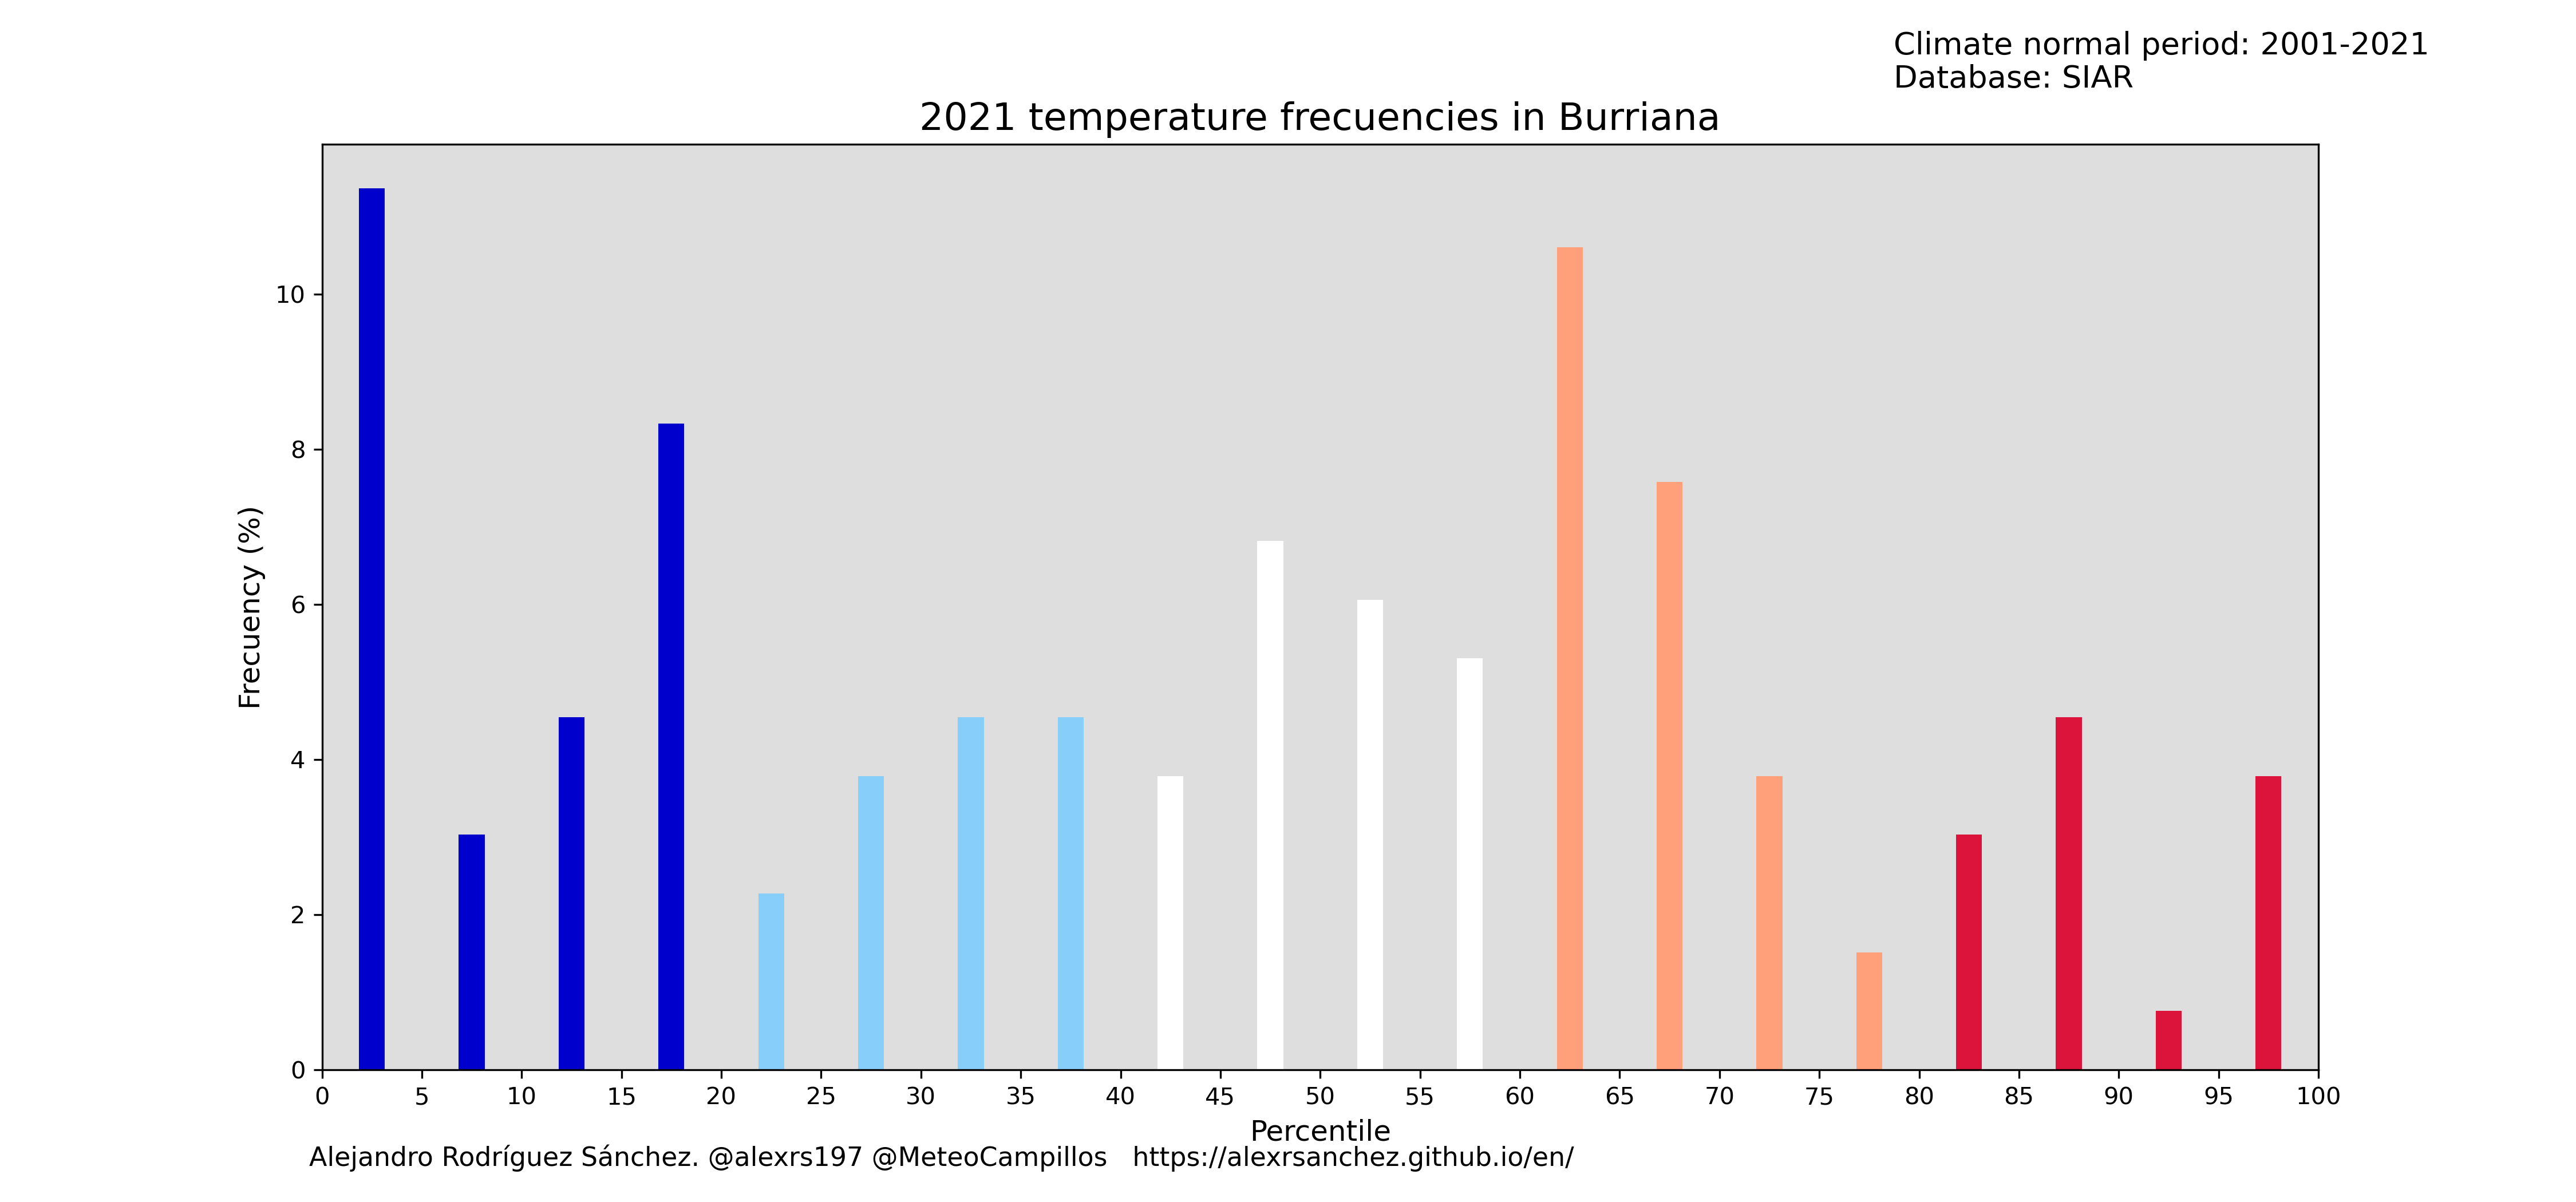 Climate normal period: 2001-2021
Database: SIAR
2021 temperature frecuencies in Burriana
Frecuency (%)
10
8
6
4
2
0
0 5 10 15 20 25 30 35 40 45 50 55 60 65 70 75 80 85 90 95 100
Percentile
Alejandro Rodríguez Sánchez. @alexrs197 @MeteoCampillos https://alexrsanchez.github.io/en/